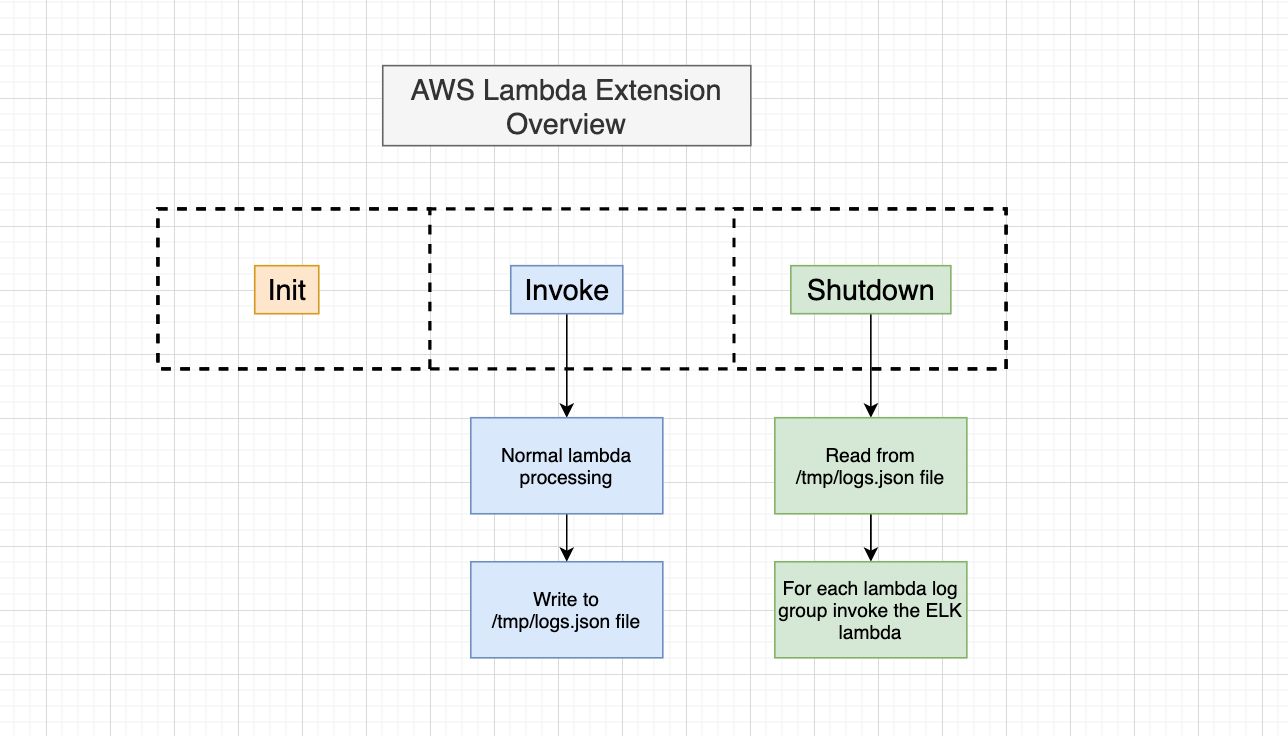 AWS Lambda Extension
Overview
Init
Invoke
Shutdown
Normal lambda
processing
Read from
/tmp/logs.json file
Write to
/tmp/logs.json file
For each lambda log
group invoke the ELK
lambda